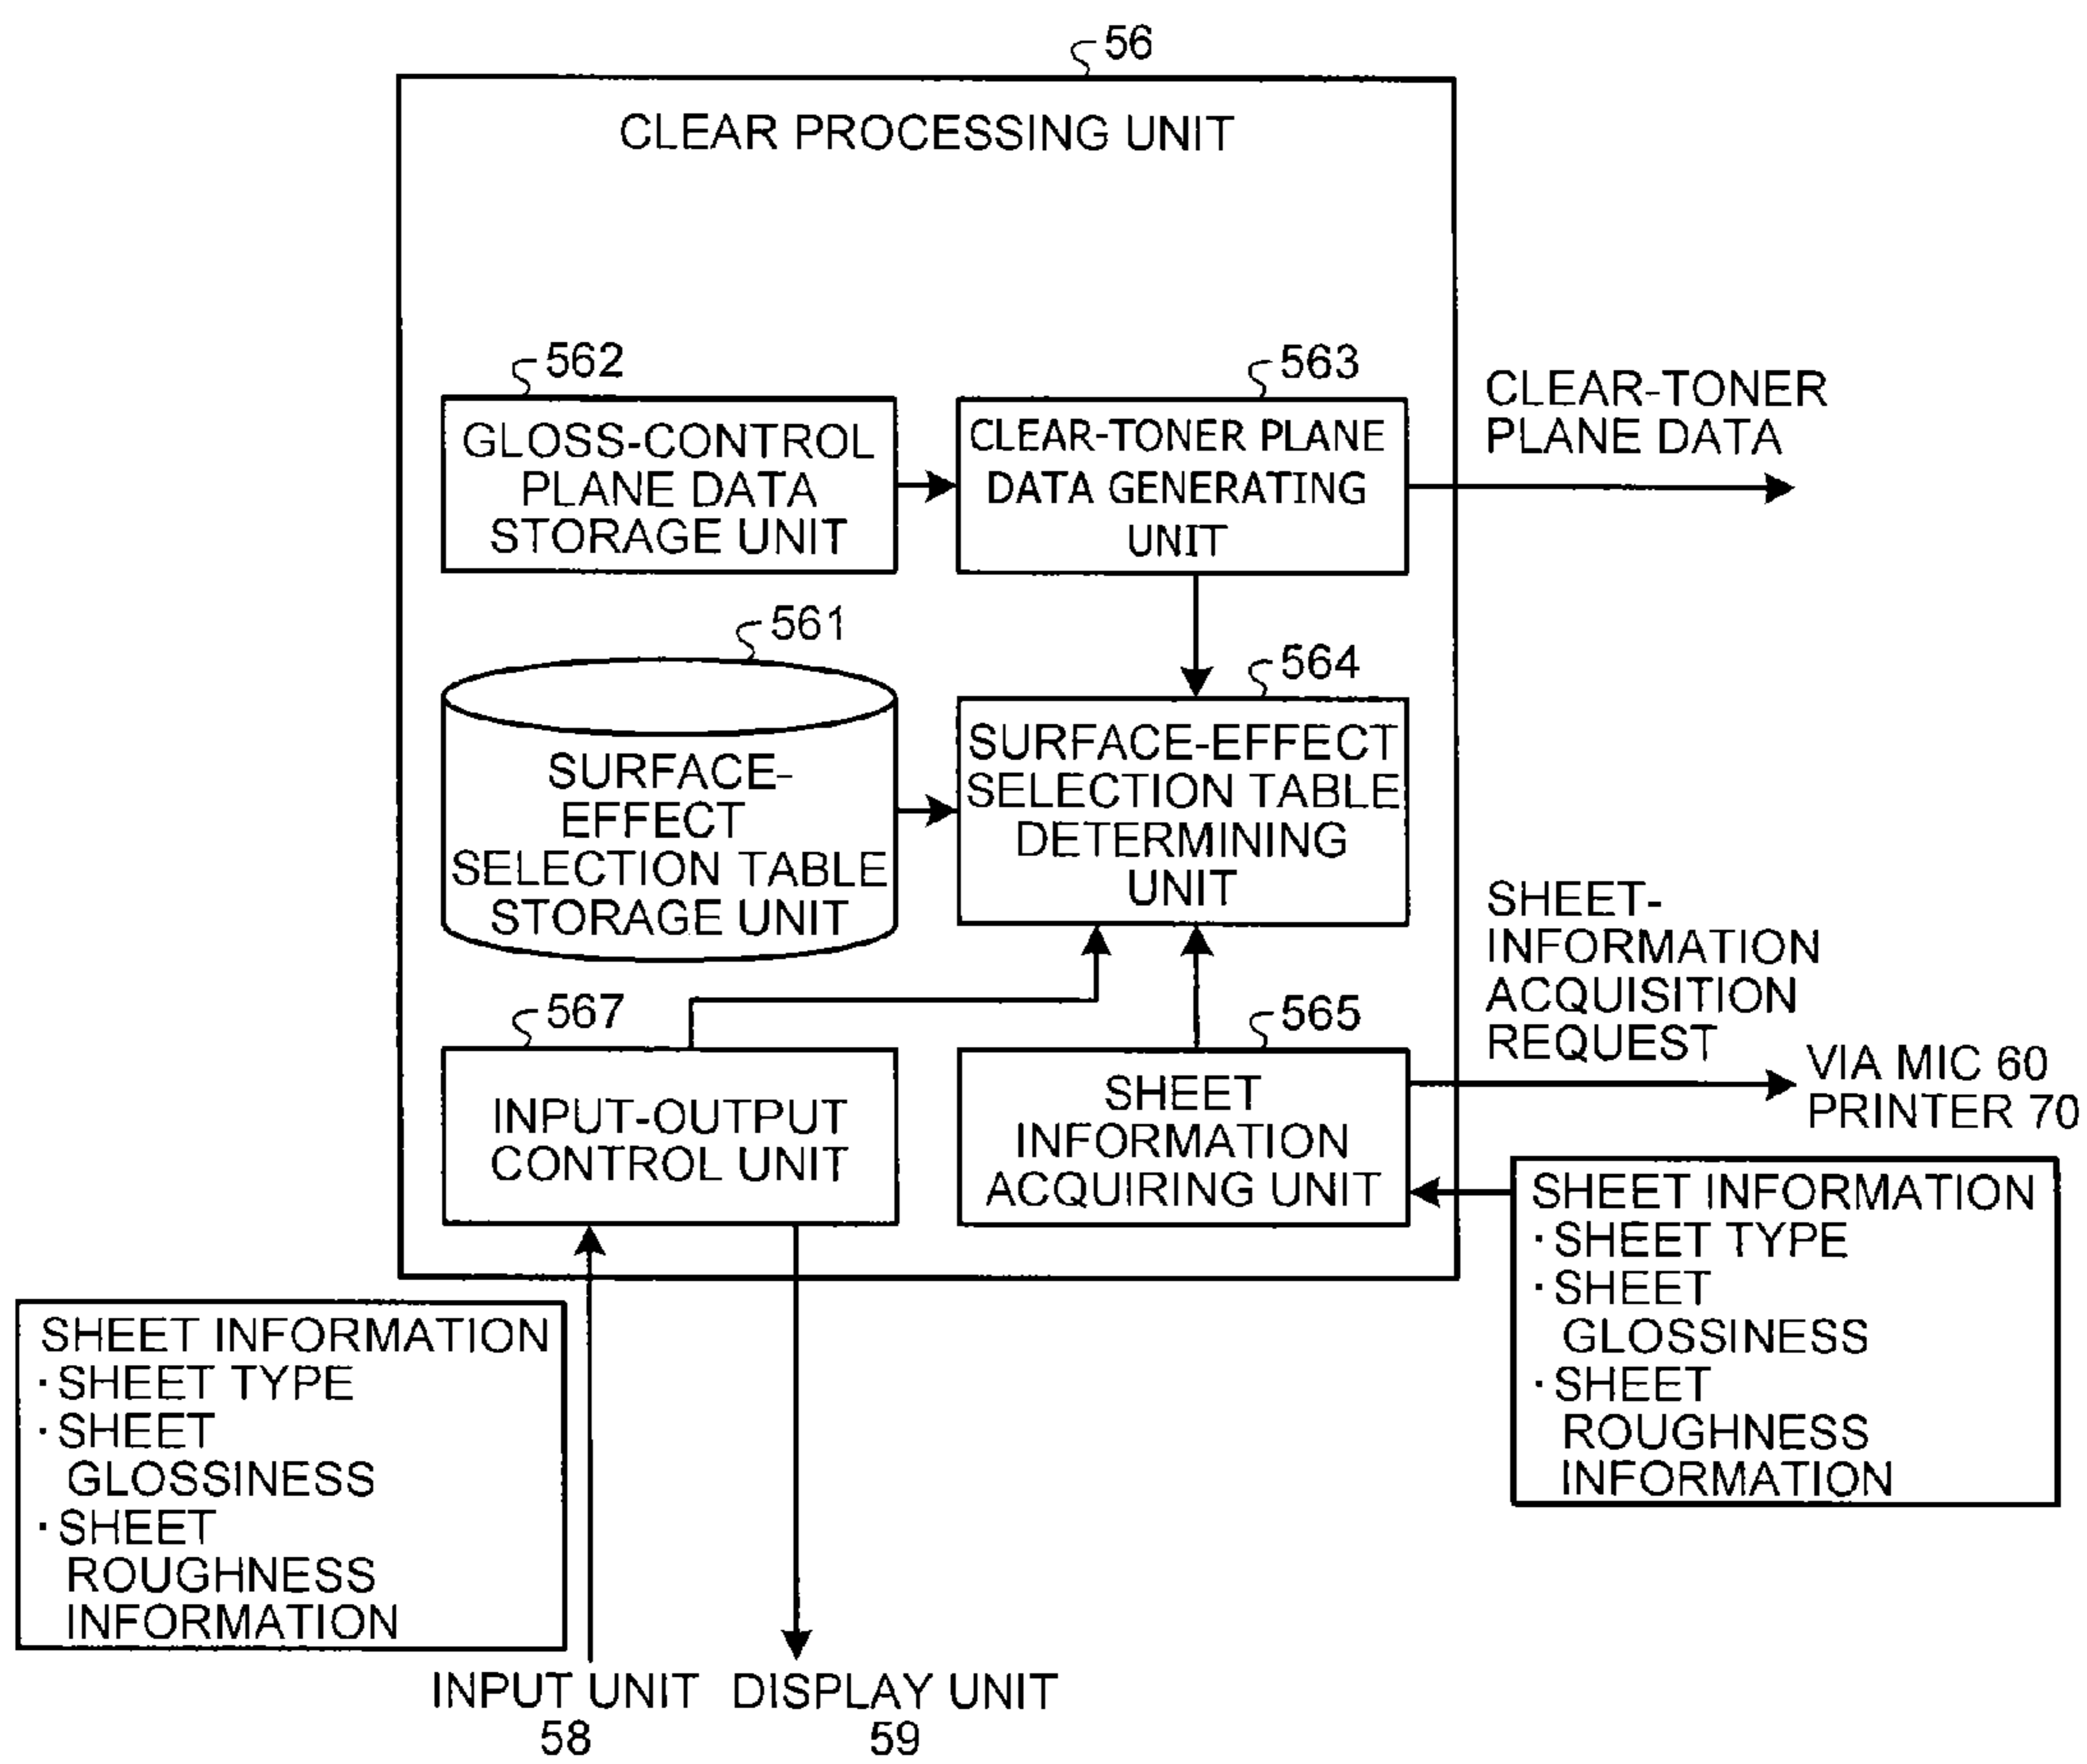 56
CLEAR PROCESSING UNIT
562
GLOSS-CONTROL
PLANE DATA
STORAGE UNIT
563
CLEAR-TONER PLANE
DATA GENERATING
UNIT
CLEAR-TONER
PLANE DATA
561
SURFACE-
EFFECT
SELECTION TABLE
STORAGE UNIT
564
SURFACE-EFFECT
SELECTION TABLE
DETERMINING
UNIT
SHEET-
INFORMATION
ACQUISITION
REQUEST
567
INPUT-OUTPUT
CONTROL UNIT
565
SHEET
INFORMATION
ACQUIRING UNIT
VIA MIC 60
PRINTER 70
SHEET INFORMATION
・SHEET TYPE
・SHEET
GLOSSINESS
・SHEET
ROUGHNESS
INFORMATION
SHEET INFORMATION
・SHEET TYPE
・SHEET
GLOSSINESS
・SHEET
ROUGHNESS
INFORMATION
INPUT UNIT
58
DISPLAY UNIT
59